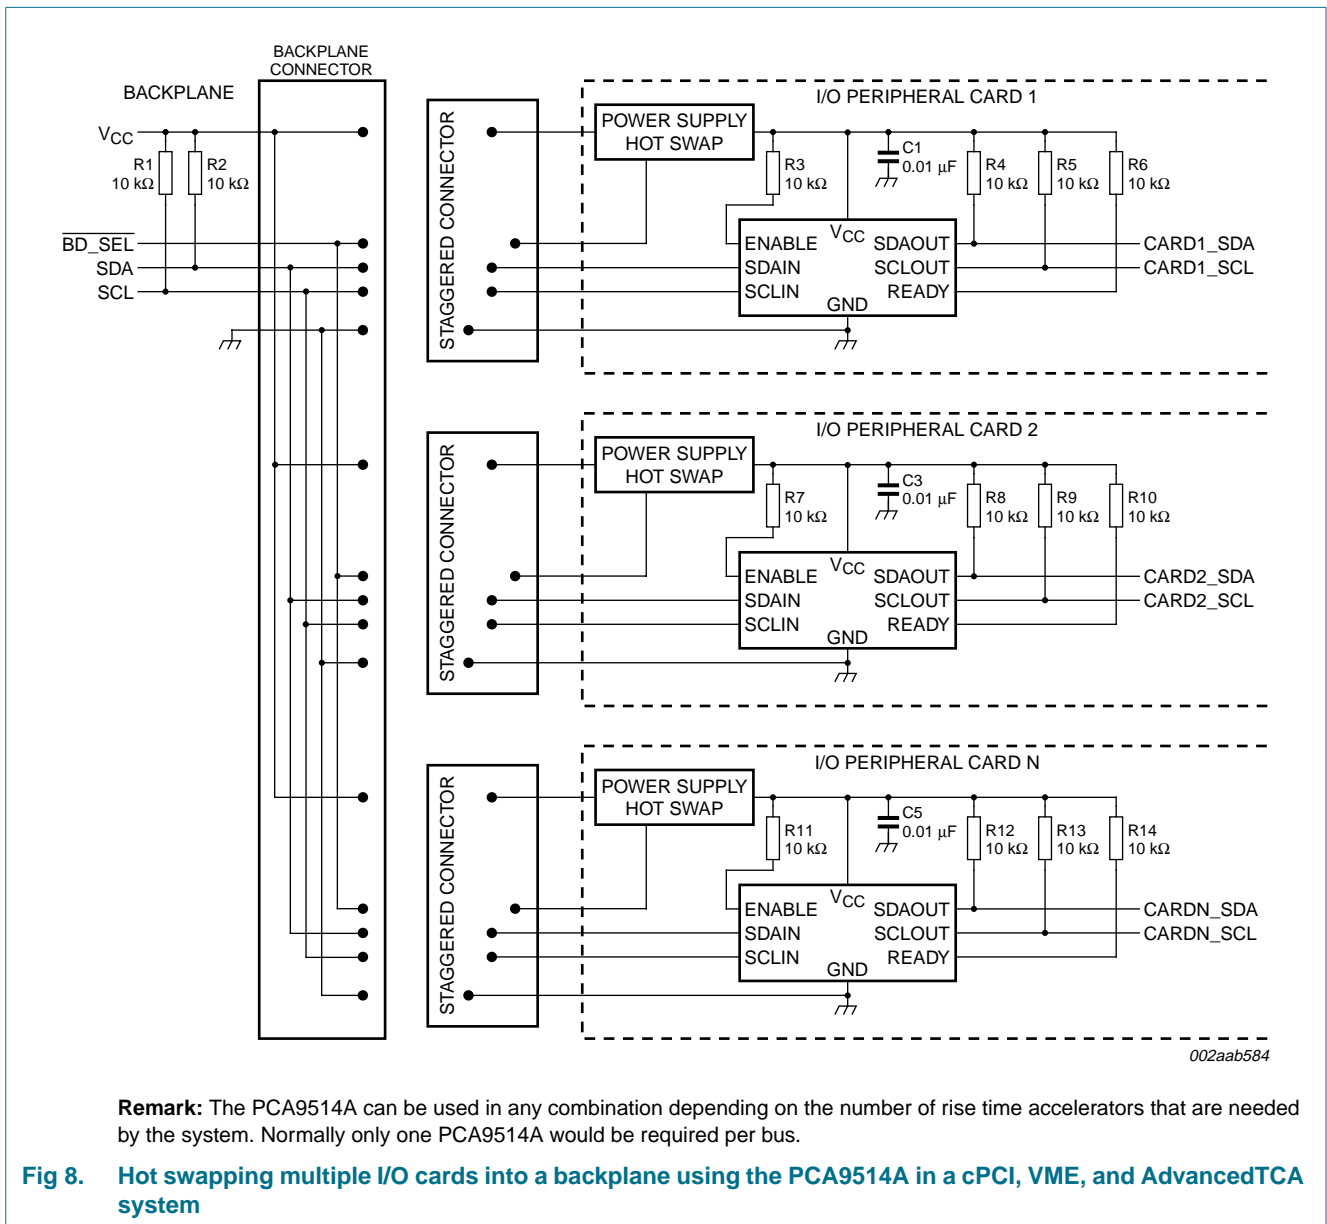 BACKPLANE
CONNECTOR
BACKPLANE
VCC
R1
10 kΩ
R2
10 kΩ
BD_SEL
SDA
SCL
STAGGERED CONNECTOR
I/O PERIPHERAL CARD 1
POWER SUPPLY
HOT SWAP
R3
10 kΩ
C1
0.01 µF
R4
10 kΩ
R5
10 kΩ
R6
10 kΩ
VCC
ENABLE
SDAIN
SCLIN
SDAOUT
SCLOUT
READY
GND
CARD1_SDA
CARD1_SCL
STAGGERED CONNECTOR
I/O PERIPHERAL CARD 2
POWER SUPPLY
HOT SWAP
R7
10 kΩ
C3
0.01 µF
R8
10 kΩ
R9
10 kΩ
R10
10 kΩ
VCC
ENABLE
SDAIN
SCLIN
SDAOUT
SCLOUT
READY
GND
CARD2_SDA
CARD2_SCL
STAGGERED CONNECTOR
I/O PERIPHERAL CARD N
POWER SUPPLY
HOT SWAP
R11
10 kΩ
C5
0.01 µF
R12
10 kΩ
R13
10 kΩ
R14
10 kΩ
VCC
ENABLE
SDAIN
SCLIN
SDAOUT
SCLOUT
READY
GND
CARDN_SDA
CARDN_SCL
002aab584
Remark: The PCA9514A can be used in any combination depending on the number of rise time accelerators that are needed
by the system. Normally only one PCA9514A would be required per bus.
Fig 8. Hot swapping multiple I/O cards into a backplane using the PCA9514A in a cPCI, VME, and AdvancedTCA
system